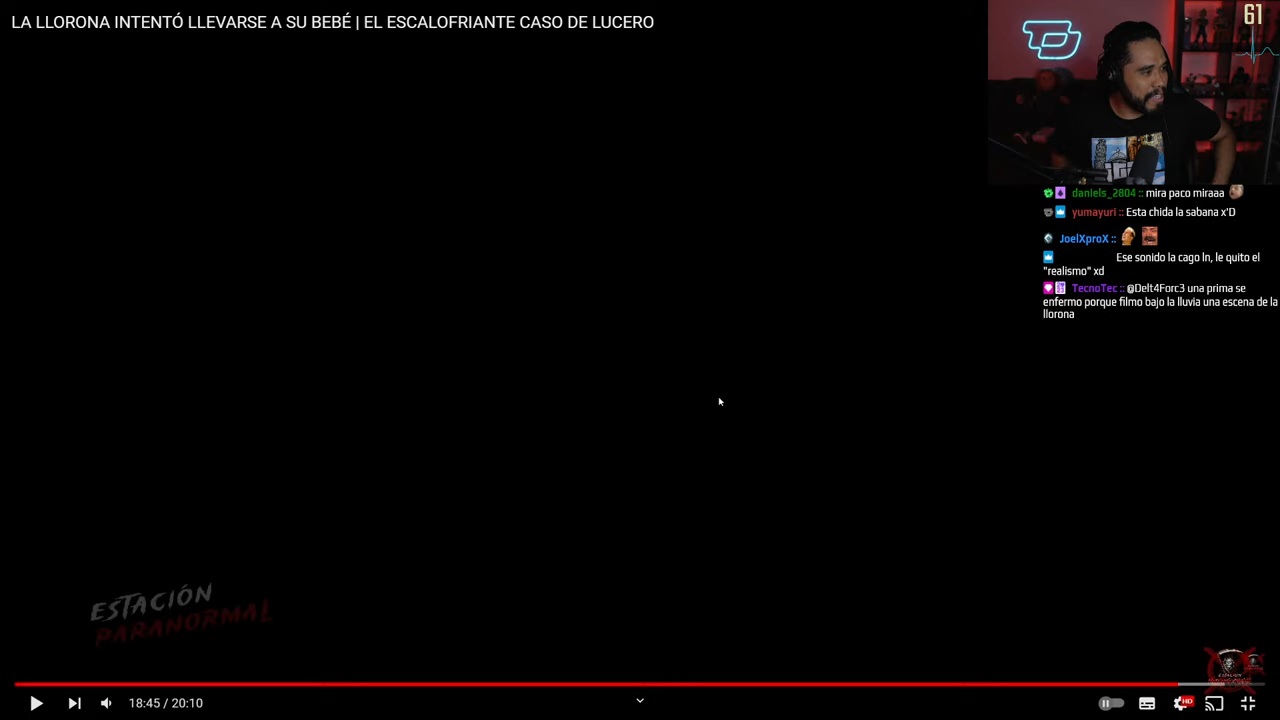 LA LLORONA INTENTÓ LLEVARSE A SU BEBÉ | EL ESCALOFRIANTE CASO DE LUCERO
61
daniels_2804 :: mira paco miraaa
yumayuri :: Esta chida la sabana x'D
JoelXproX ::
Ese sonido la cago ln, le quito el
"realismo" xd
TecnoTec :: @Delt4Forc3 una prima se
enfermo porque filmo bajo la lluvia una escena de la
llorona
ESTACIÓN
PARANORMAL
18:45 / 20:10
HD